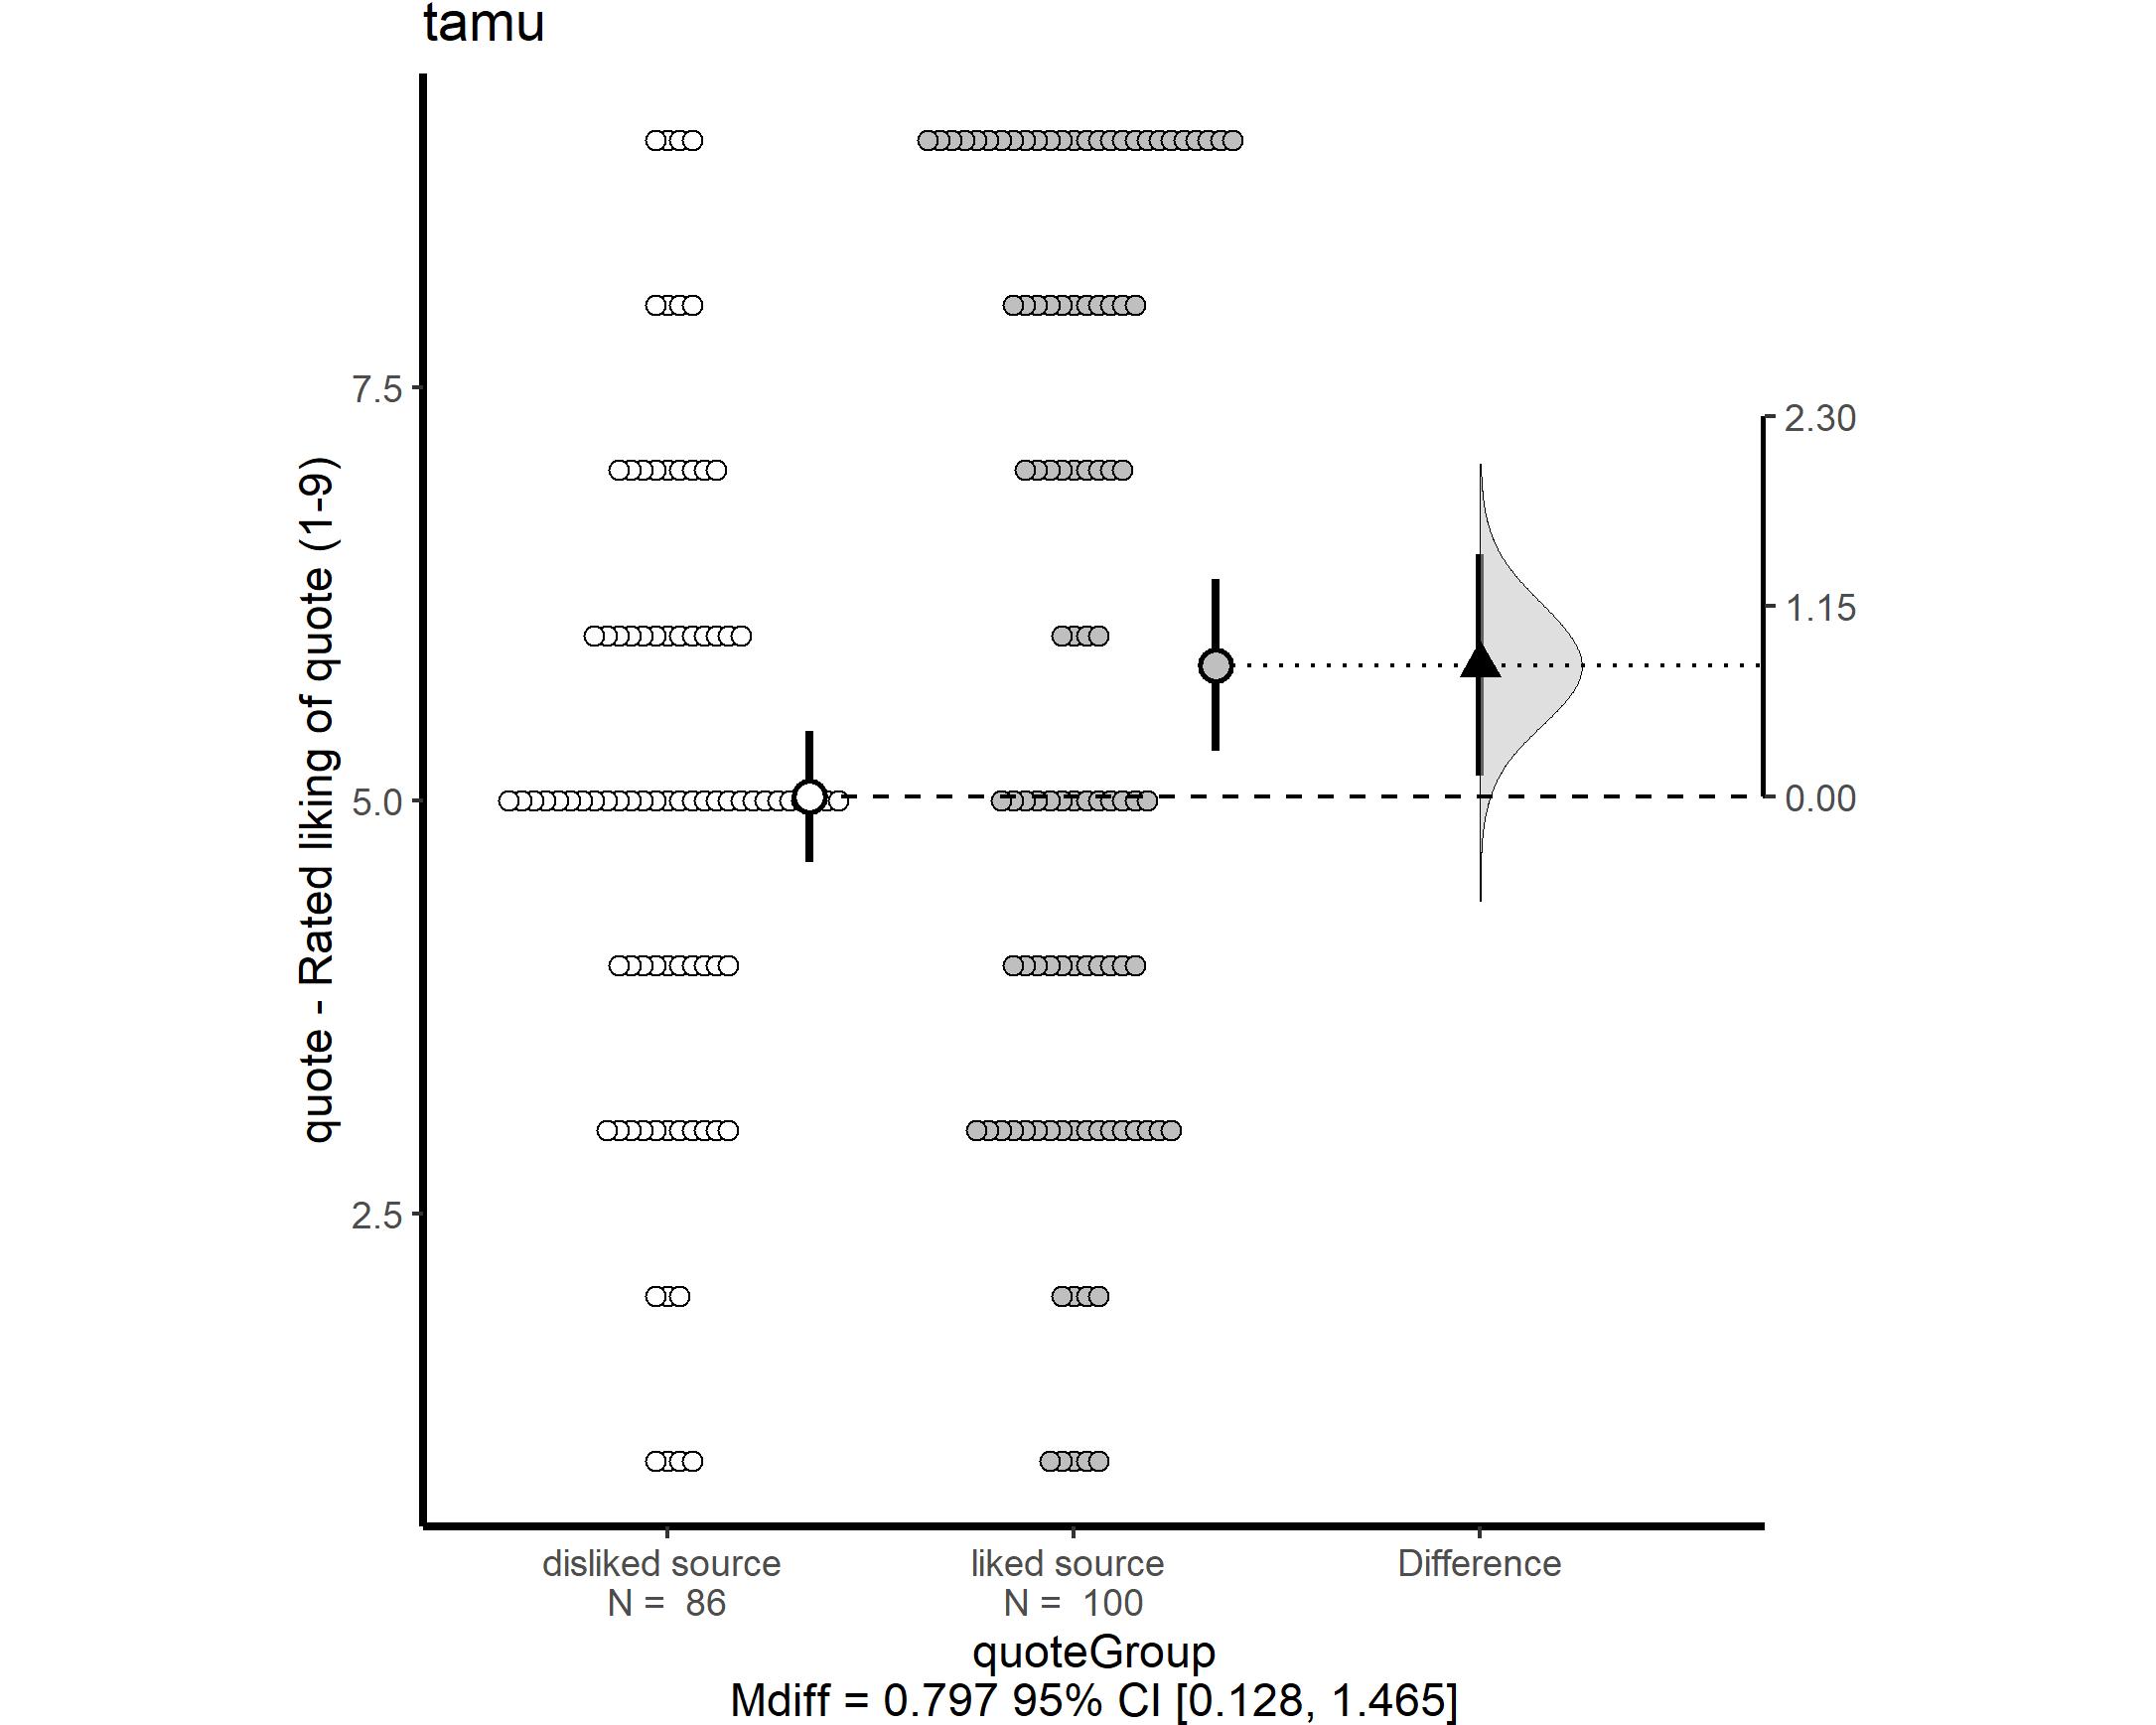 tamu
quote - Rated liking of quote (1-9)
7.5
5.0
2.5
2.30
1.15
0.00
disliked source
N =  86
liked source
N =  100
Difference
quoteGroup
Mdiff = 0.797 95% CI [0.128, 1.465]